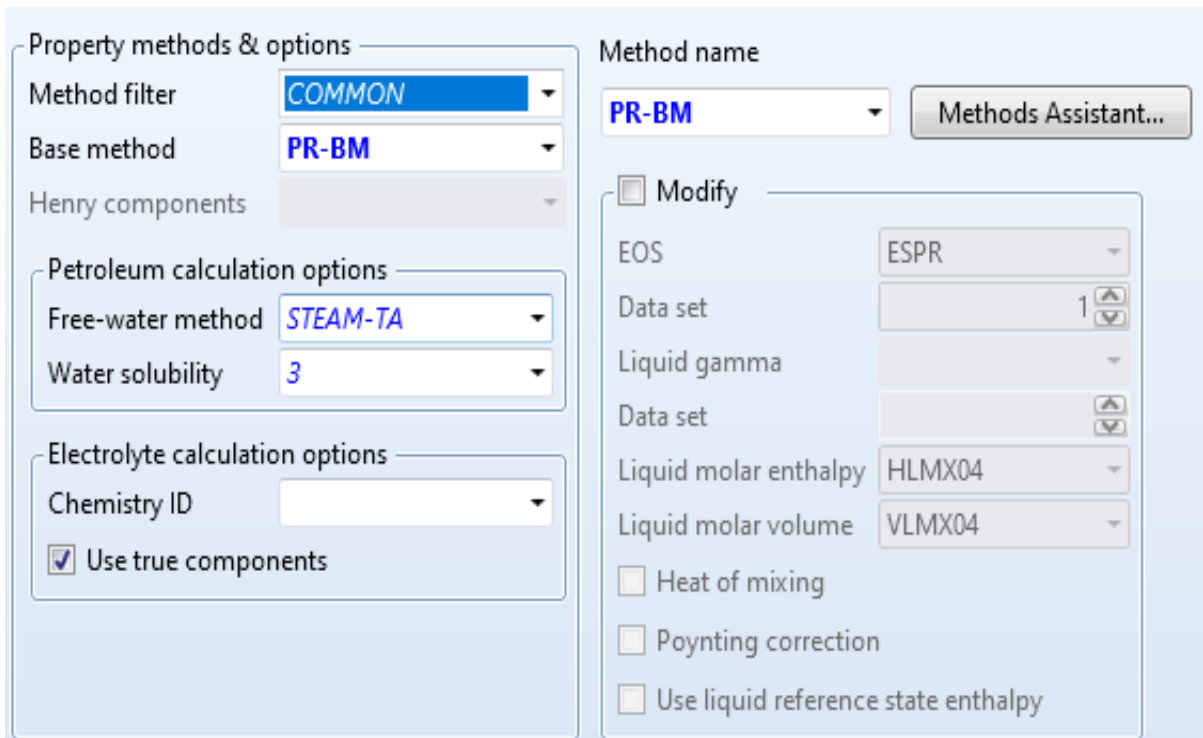 Property methods & options
Method filter COMMON
Base method PR-BM
Henry components
Petroleum calculation options
Free-water method STEAM-TA
Water solubility 3
Electrolyte calculation options
Chemistry ID
Use true components
Method name
PR-BM Methods Assistant...
Modify
EOS ESPR
Data set 1
Liquid gamma
Data set
Liquid molar enthalpy HLMX04
Liquid molar volume VLMX04
Heat of mixing
Poynting correction
Use liquid reference state enthalpy